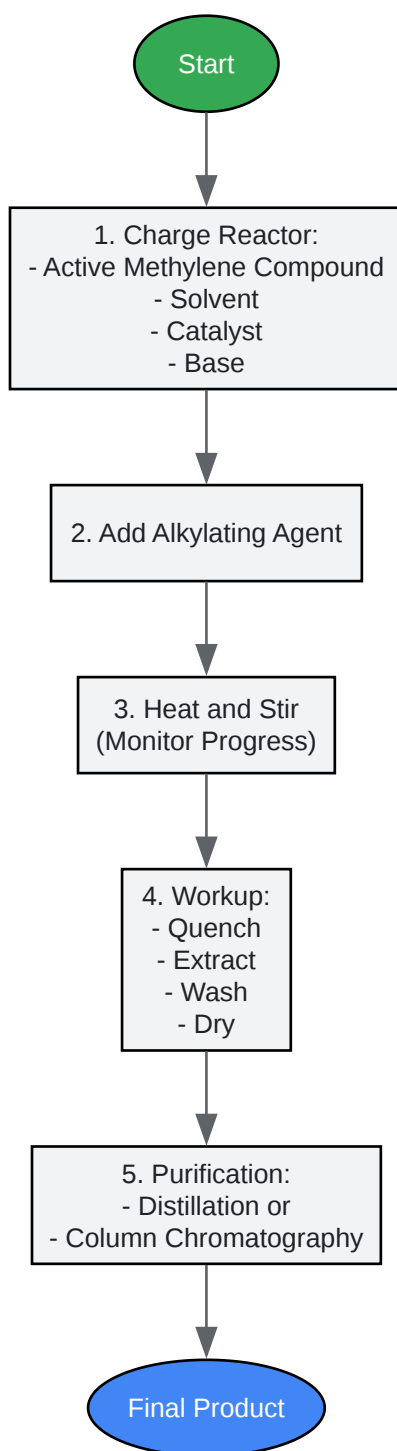 Start
1. Charge Reactor:
- Active Methylene Compound
- Solvent
- Catalyst
- Base
2. Add Alkylating Agent
3. Heat and Stir
(Monitor Progress)
4. Workup:
- Quench
- Extract
- Wash
- Dry
5. Purification:
- Distillation or
- Column Chromatography
Final Product